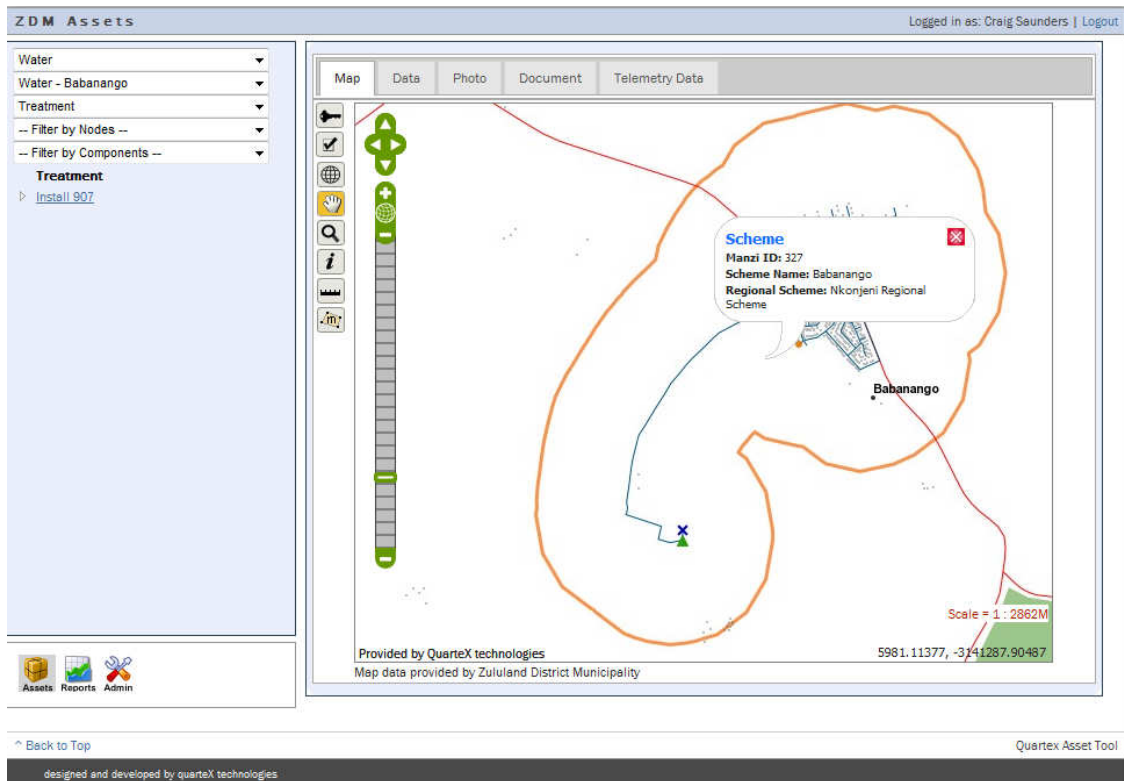 ZDM Assets
Logged in as: Craig Saunders | Logout
Water
Water - Babanango
Treatment
-- Filter by Nodes --
-- Filter by Components --
Treatment
Install 907
Map
Data
Photo
Document
Telemetry Data
Scheme
Manzi ID: 327
Scheme Name: Babanango
Regional Scheme: Nkonjeni Regional
Scheme
Babanango
Scale = 1 : 2862M
Provided by QuarteX technologies
5981.11377, -3141287.90487
Map data provided by Zululand District Municipality
Assets
Reports
Admin
^ Back to Top
Quartex Asset Tool
designed and developed by quarteX technologies